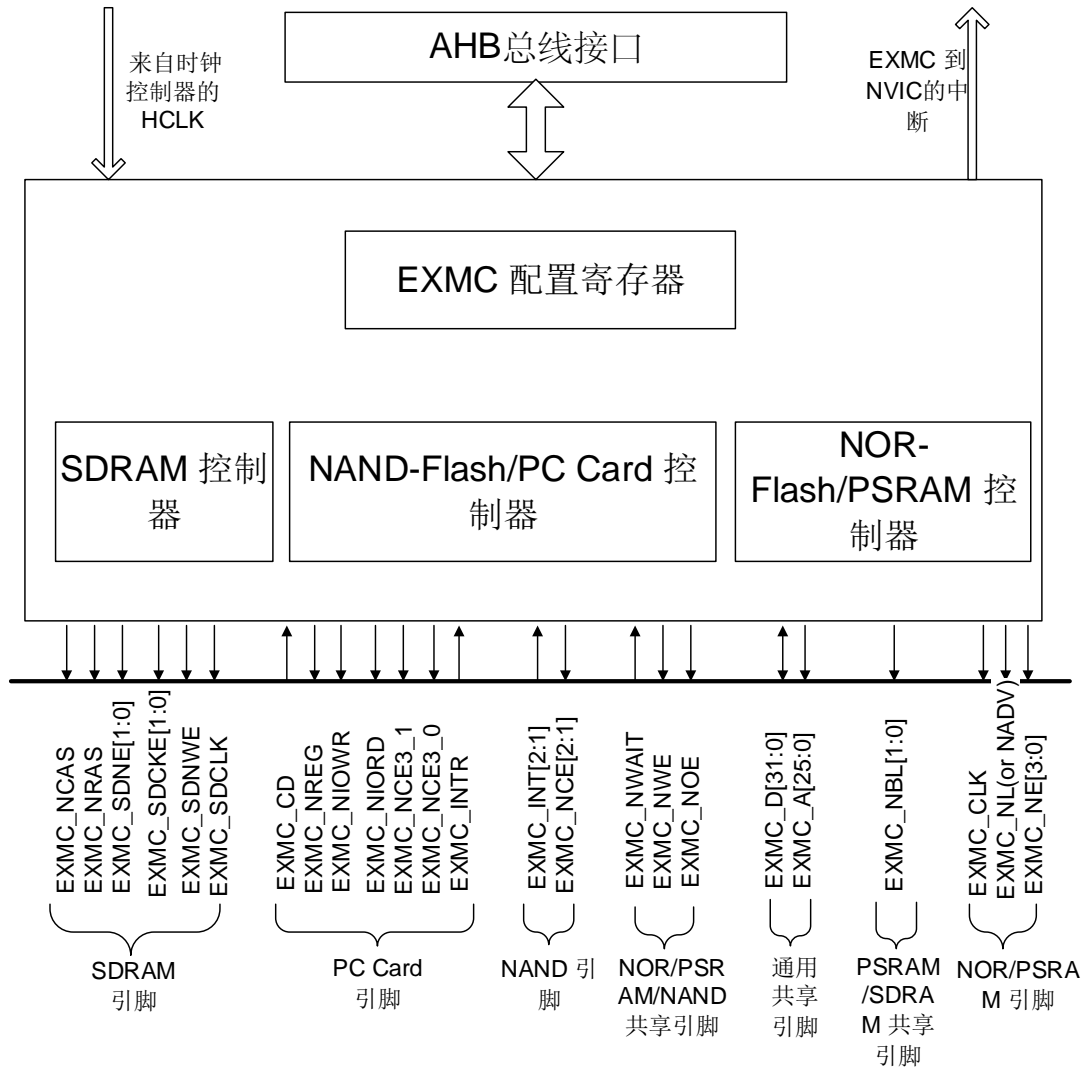 来自时钟
控制器的
HCLK
AHB总线接口
EXMC 到
NVIC的中
断
EXMC 配置寄存器
SDRAM 控制
器
NAND-Flash/PC Card 控
制器
NOR-
Flash/PSRAM 控
制器
EXMC_NCAS
EXMC_NRAS
EXMC_SDNE[1:0]
EXMC_SDCKE[1:0]
EXMC_SDNWE
EXMC_SDCLK
EXMC_CD
EXMC_NREG
EXMC_NIOWR
EXMC_NIORD
EXMC_NCE3_1
EXMC_NCE3_0
EXMC_INTR
EXMC_INT[2:1]
EXMC_NCE[2:1]
EXMC_NWAIT
EXMC_NWE
EXMC_NOE
EXMC_D[31:0]
EXMC_A[25:0]
EXMC_NBL[1:0]
EXMC_CLK
EXMC_NL(or NADV)
EXMC_NE[3:0]
SDRAM
引脚
PC Card
引脚
NAND 引
脚
NOR/PSR
AM/NAND
共享引脚
通用
共享
引脚
PSRAM
/SDRA
M 共享
引脚
NOR/PSRA
M 引脚